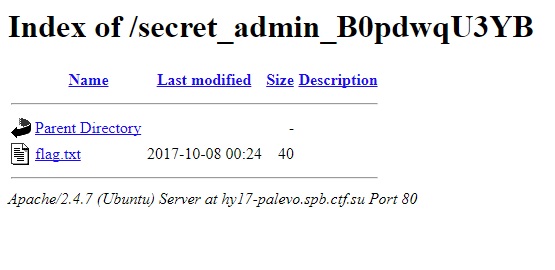 Index of /secret_admin_B0pdwqU3YB
Name Last modified Size Description
Parent Directory -
flag.txt 2017-10-08 00:24 40
Apache/2.4.7 (Ubuntu) Server at hy17-palevo.spb.ctf.su Port 80